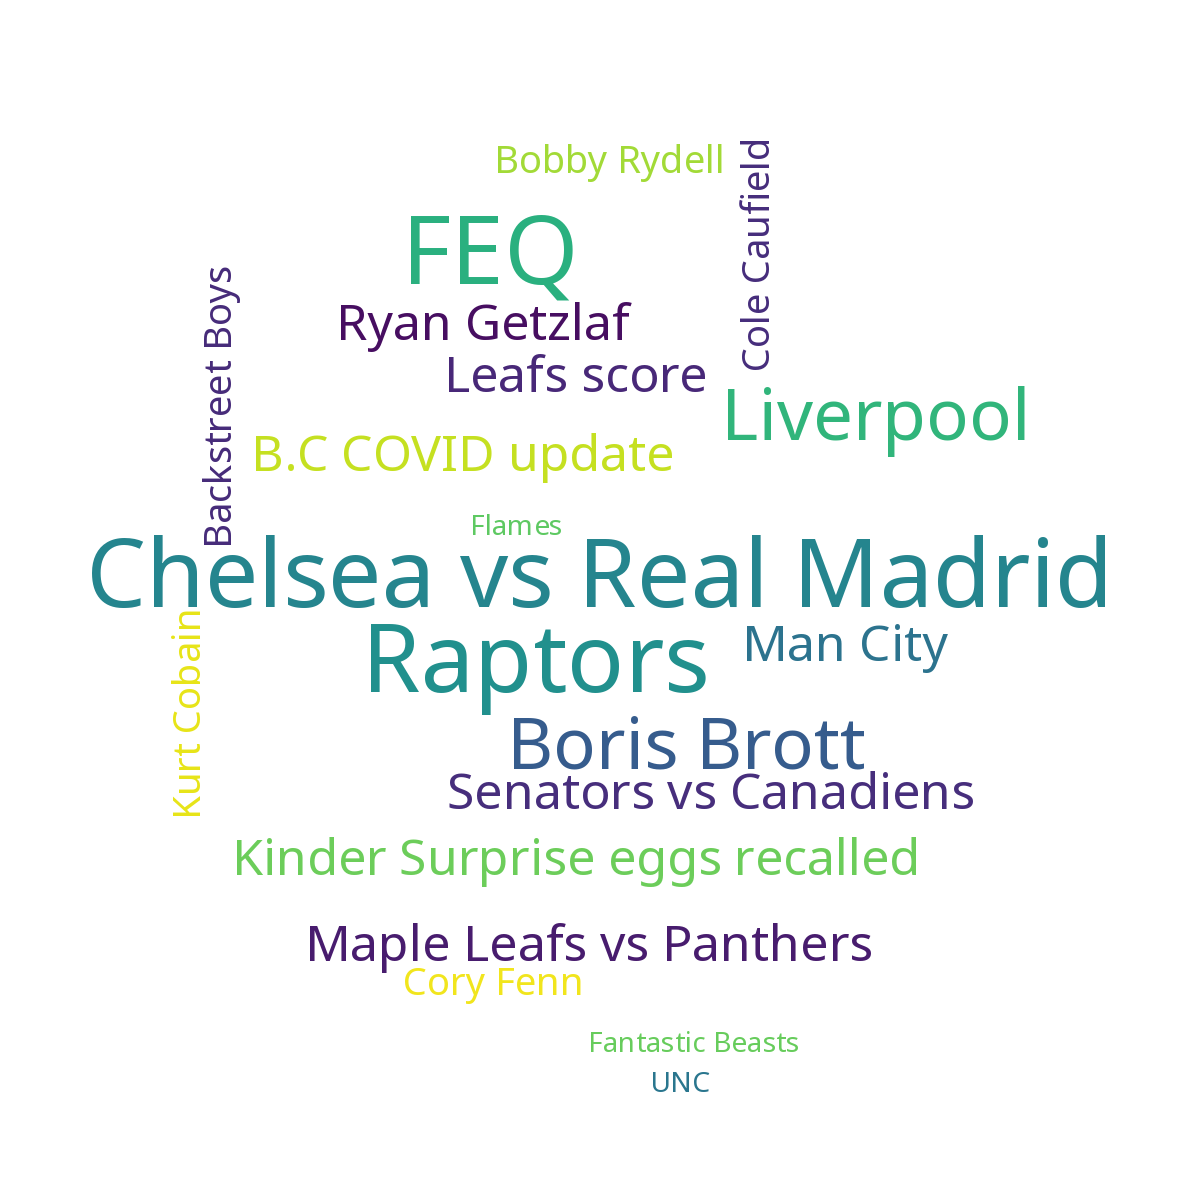 Bobby Rydell
Cole Caufield
FEQ
Backstreet Boys
Ryan Getzlaf
Leafs score
Liverpool
B.C COVID update
Flames
Chelsea vs Real Madrid
Kurt Cobain
Raptors
Man City
Boris Brott
Senators vs Canadiens
Kinder Surprise eggs recalled
Maple Leafs vs Panthers
Cory Fenn
Fantastic Beasts
UNC